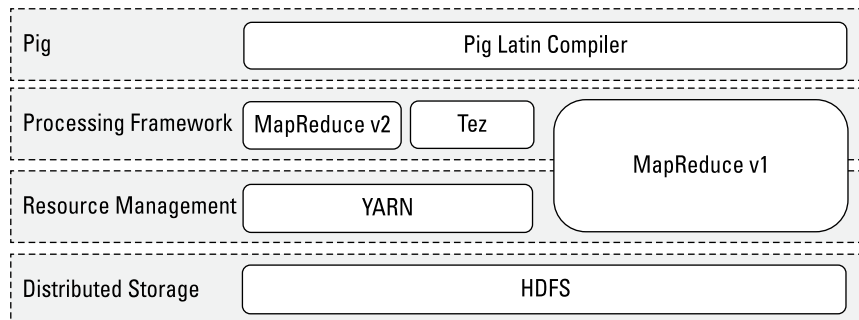 Pig
Pig Latin Compiler
Processing Framework
MapReduce v2
Tez
MapReduce v1
Resource Management
YARN
Distributed Storage
HDFS